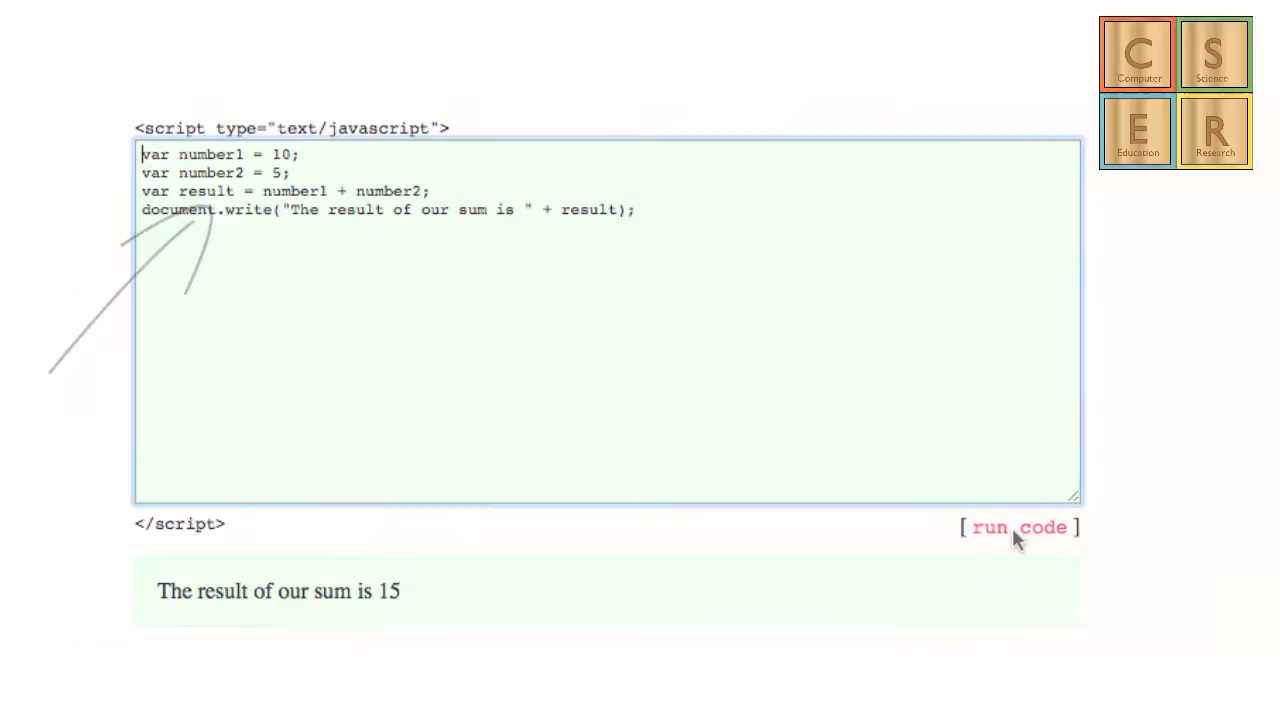 C
Computer
S
Science
E
Education
R
Research
<script type="text/javascript">
var number1 = 10;
var number2 = 5;
var result = number1 + number2;
document.write("The result of our sum is " + result);
</script>
[ run code ]
The result of our sum is 15